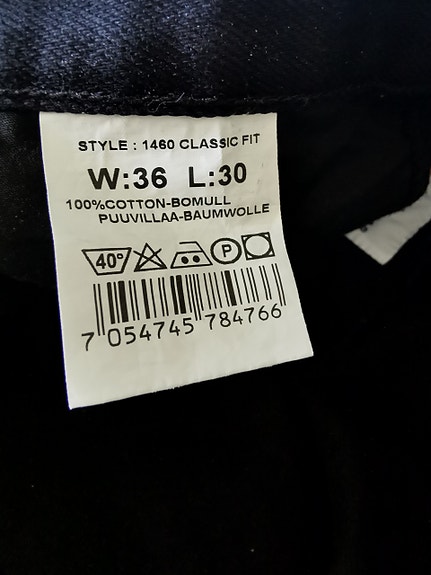 STYLE : 1460 CLASSIC FIT
W:36 L:30
100%COTTON-BOMULL
PUUVILLAA-BAUMWOLLE
40° P
7 054745 784766